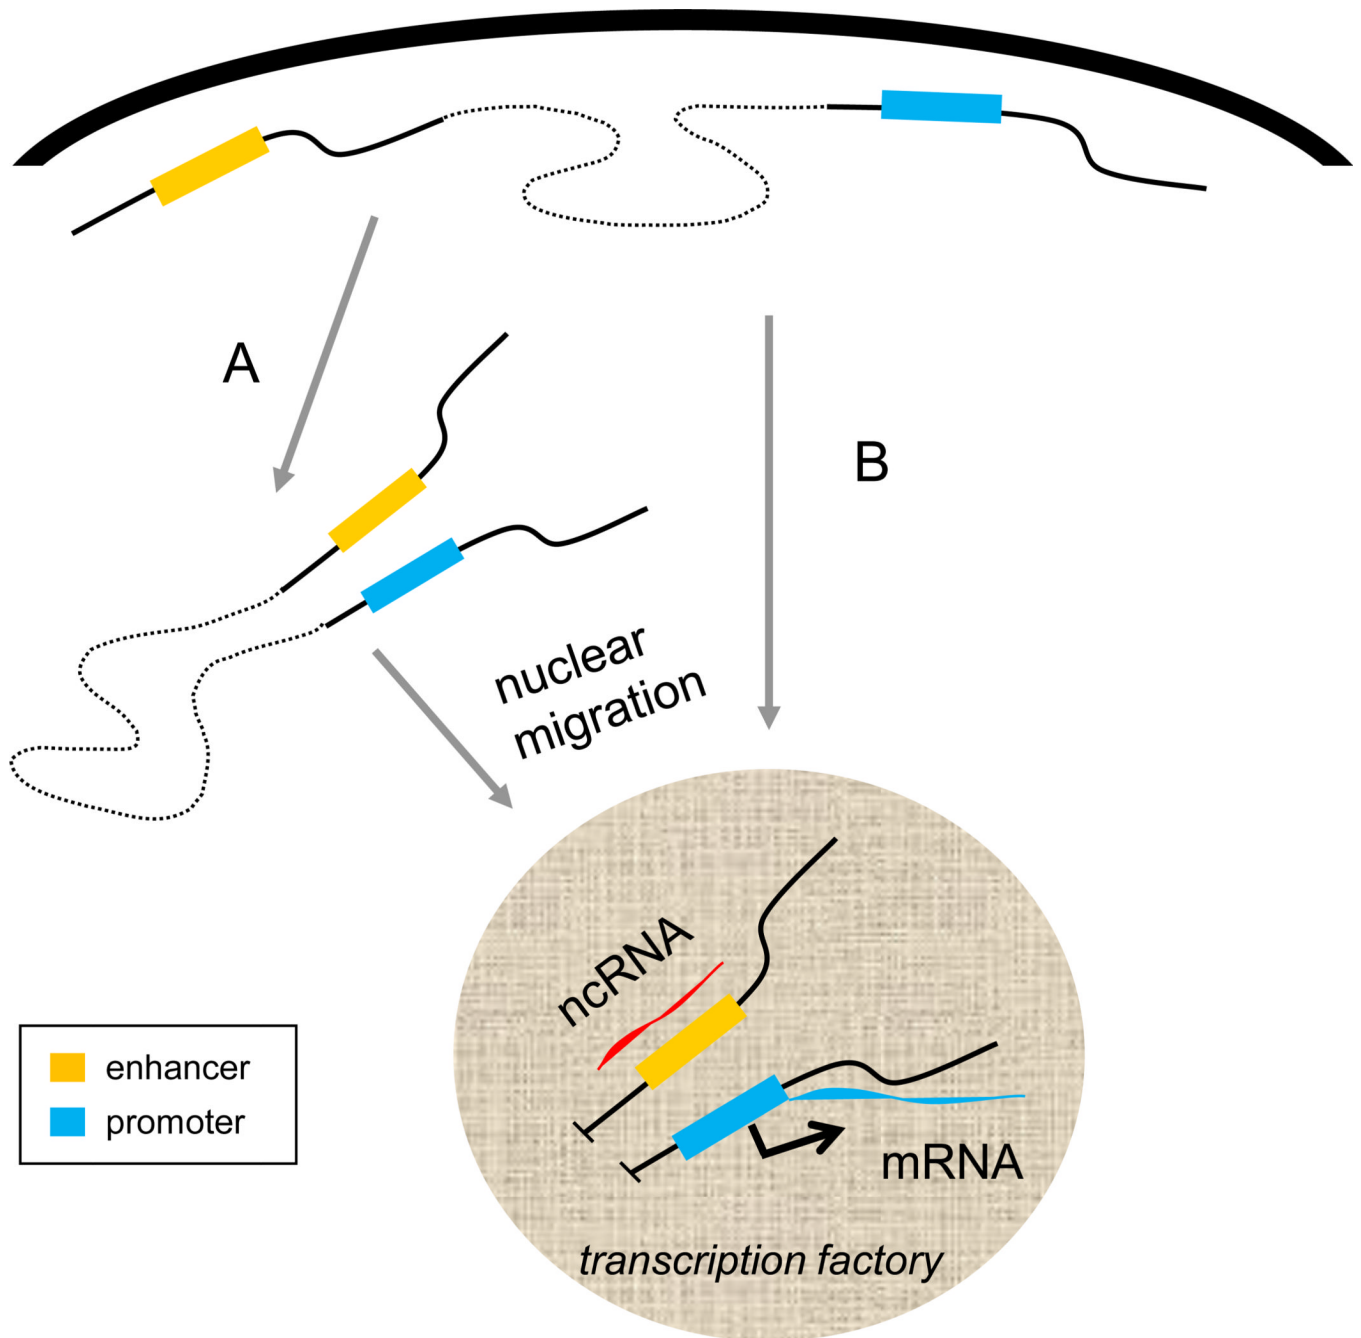 A
B
nuclear
migration
ncRNA
mRNA
transcription factory
enhancer
promoter